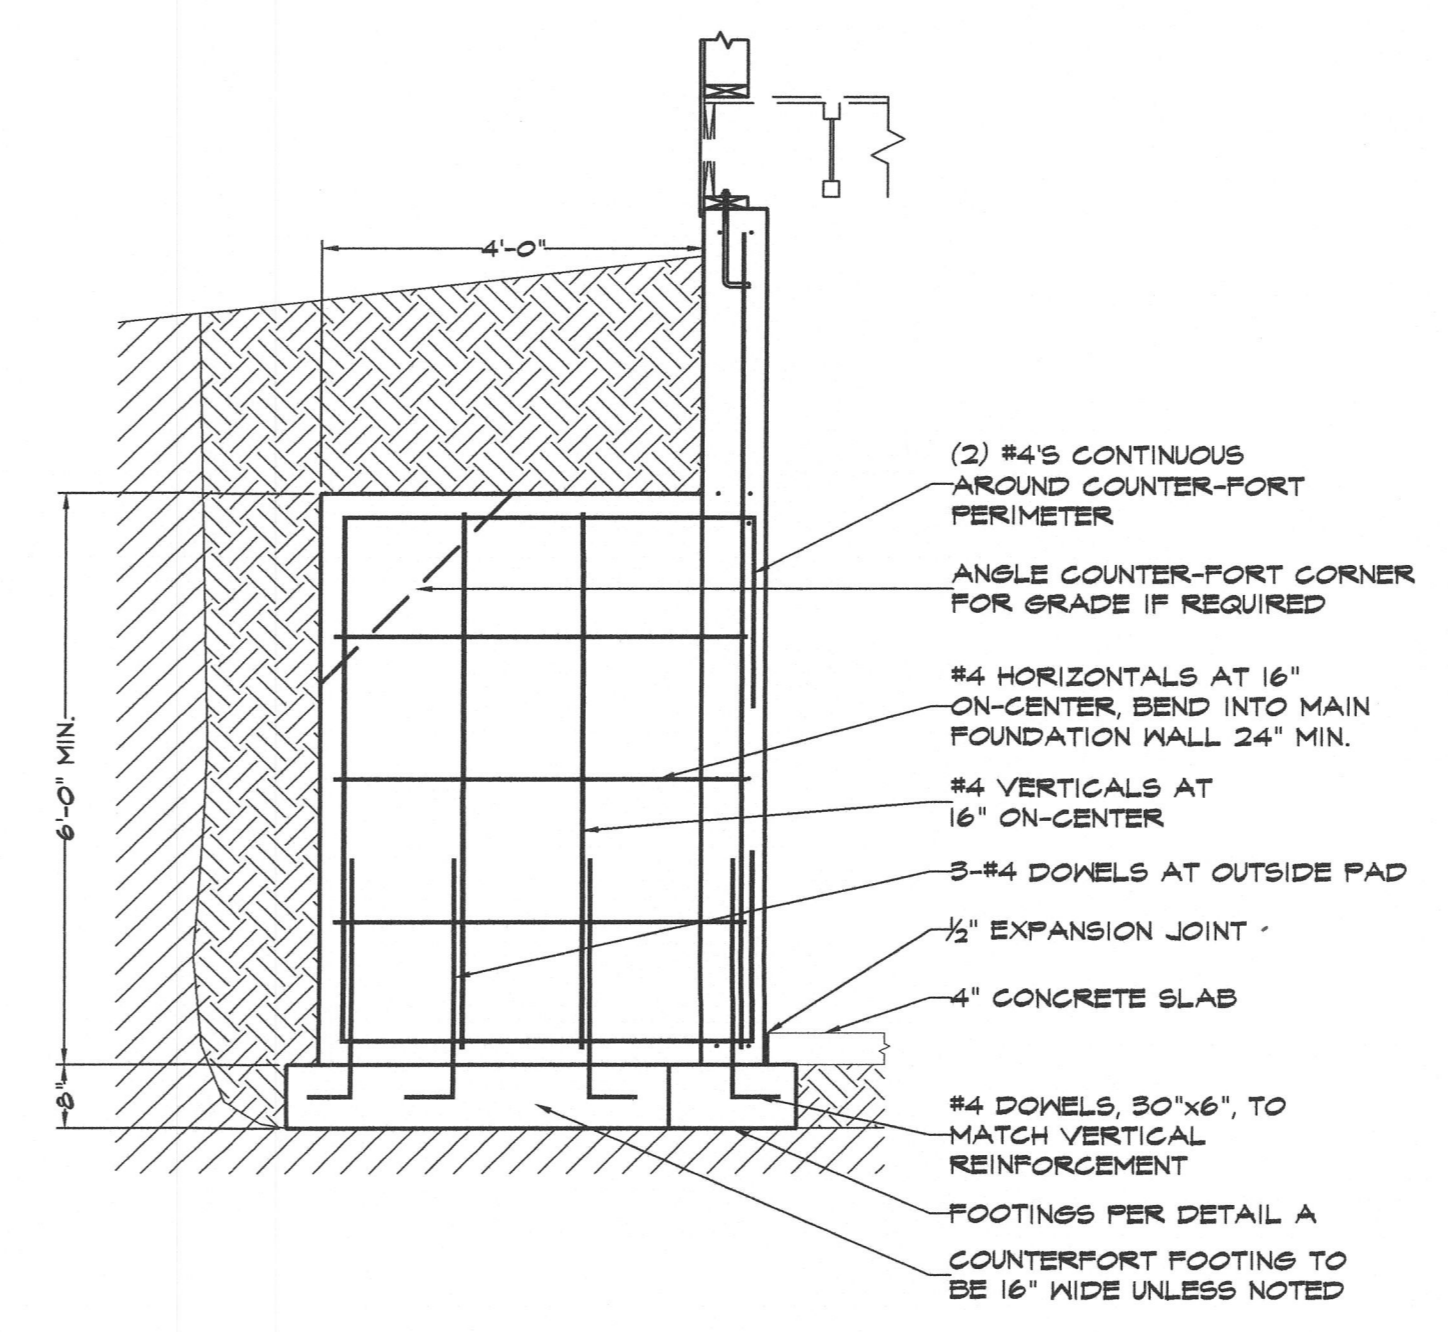 4'-0"
(2) #4'S CONTINUOUS
AROUND COUNTER-FORT
PERIMETER
ANGLE COUNTER-FORT CORNER
FOR GRADE IF REQUIRED
#4 HORIZONTALS AT 16"
ON-CENTER, BEND INTO MAIN
FOUNDATION WALL 24" MIN.
6'-0" MIN.
#4 VERTICALS AT
16" ON-CENTER
3-#4 DOWELS AT OUTSIDE PAD
½" EXPANSION JOINT
4" CONCRETE SLAB
8"
#4 DOWELS, 30"x6", TO
MATCH VERTICAL
REINFORCEMENT
FOOTINGS PER DETAIL A
COUNTERFORT FOOTING TO
BE 16" WIDE UNLESS NOTED